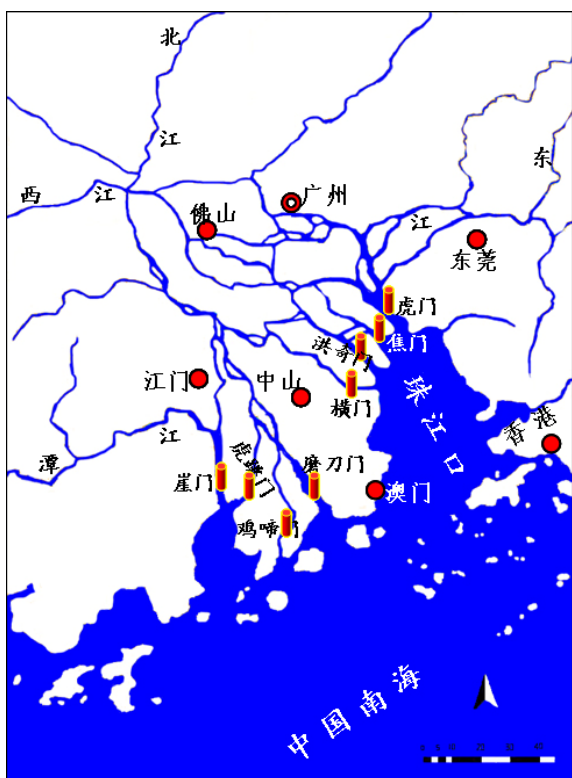 北
江
西
江
东
江
广州
佛山
东莞
虎门
焦门
洪奇门
横门
珠江口
香港
江门
中山
潭
江
崖门
虎跳门
磨刀门
澳门
鸡啼门
中国南海